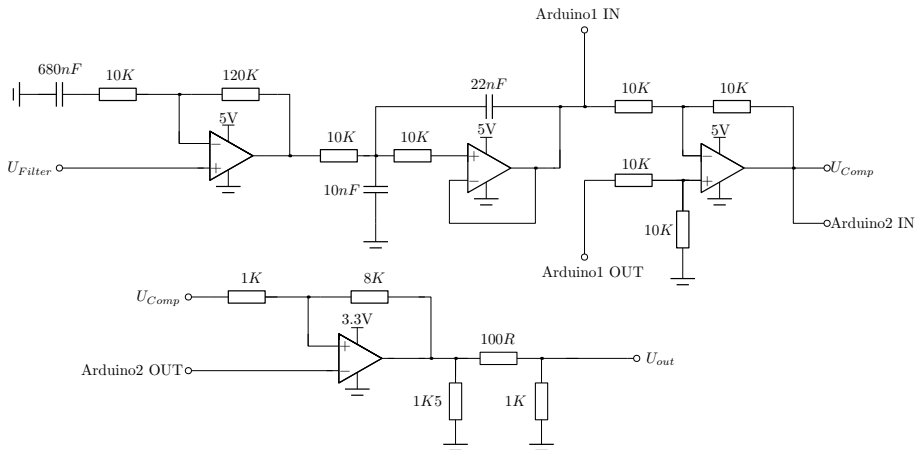 Arduino1 IN
680nF
10K
120K
22nF
10K
10K
5V
5V
5V
10K
10K
10K
U_Filter
10nF
U_Comp
10K
Arduino2 IN
Arduino1 OUT
1K
8K
U_Comp
3.3V
100R
Arduino2 OUT
U_out
1K5
1K